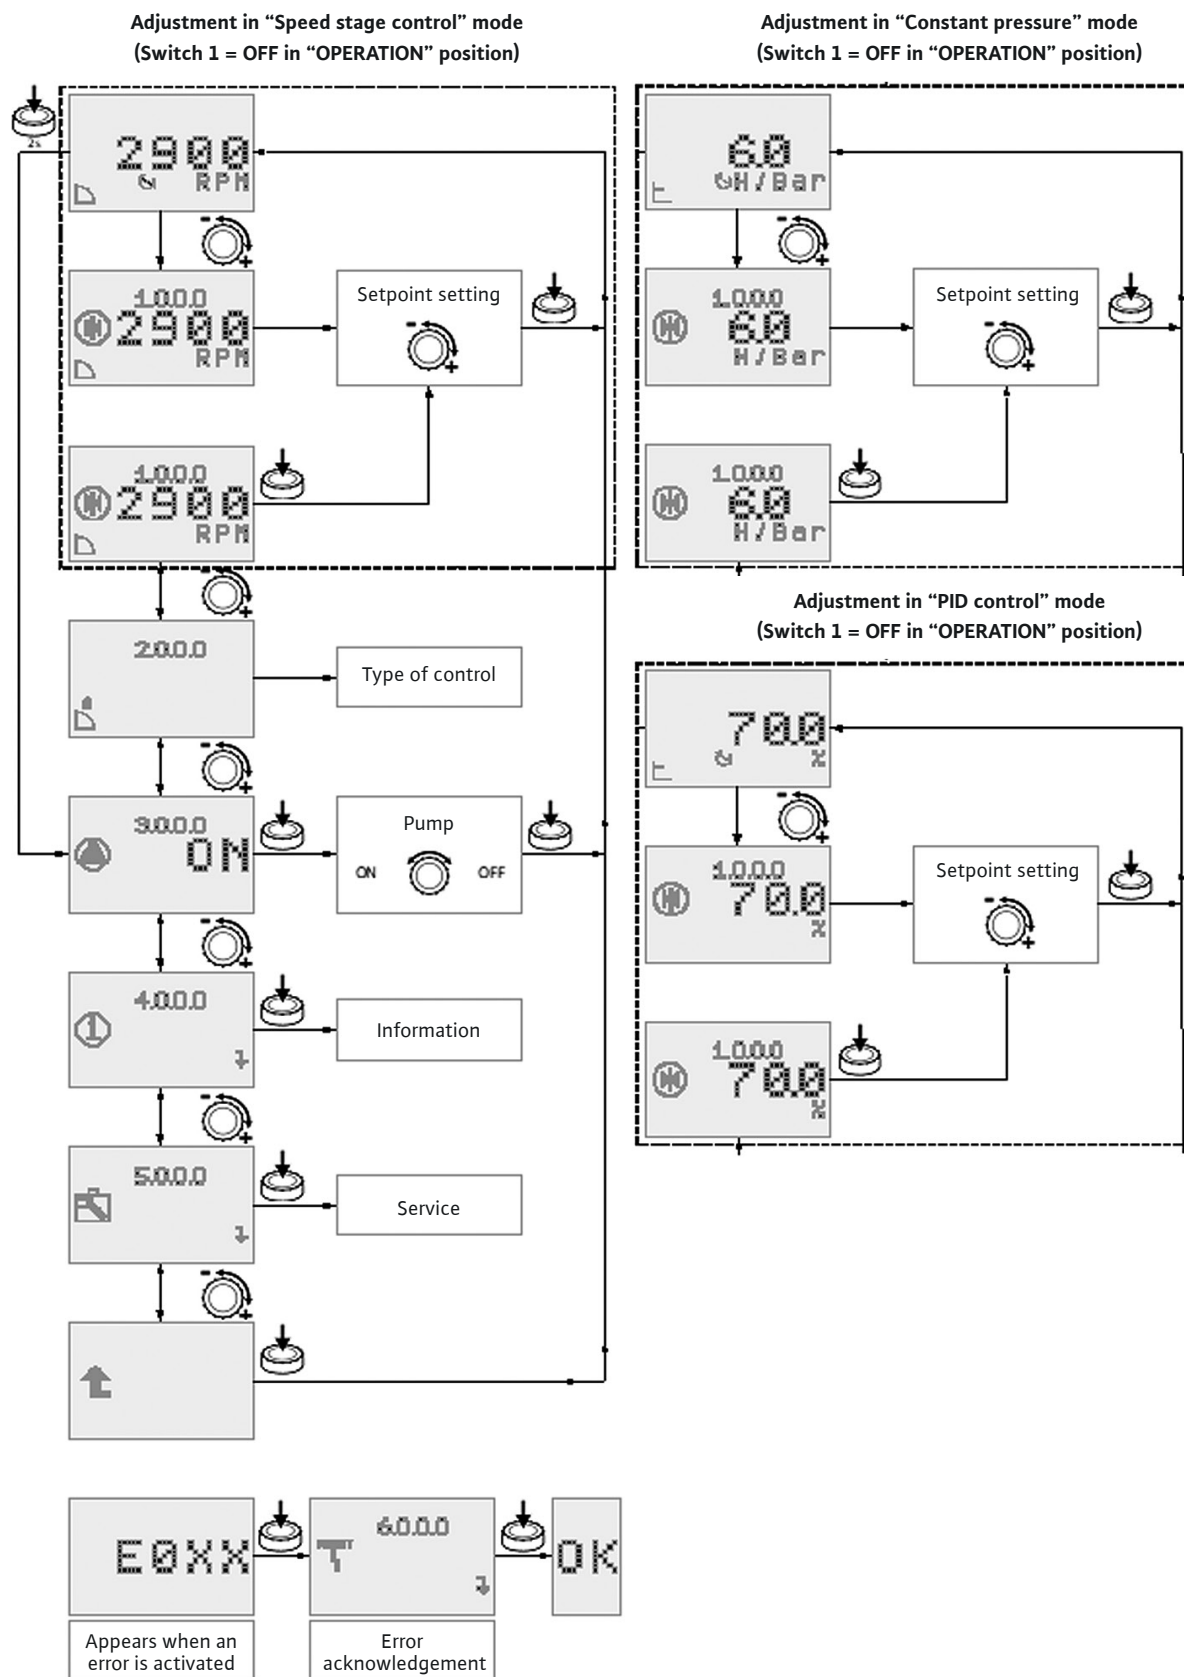 Adjustment in “Speed stage control” mode
(Switch 1 = OFF in “OPERATION” position)
2s
2900
RPM
- +
1.0.0.0
2900
RPM
Setpoint setting
- +
1.0.0.0
2900
RPM
- +
2.0.0.0
Type of control
- +
3.0.0.0
ON
Pump
ON OFF
- +
4.0.0.0
1
Information
- +
5.0.0.0
Service
- +
E0XX
6.0.0.0
OK
Appears when an
error is activated
Error
acknowledgement
Adjustment in “Constant pressure” mode
(Switch 1 = OFF in “OPERATION” position)
6.0
H/Bar
- +
1.0.0.0
6.0
H/Bar
Setpoint setting
- +
1.0.0.0
6.0
H/Bar
Adjustment in “PID control” mode
(Switch 1 = OFF in “OPERATION” position)
70.0
%
- +
1.0.0.0
70.0
%
Setpoint setting
- +
1.0.0.0
70.0
%